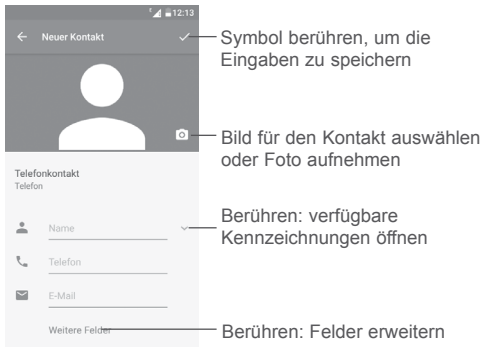 12:13
Neuer Kontakt
Symbol berühren, um die
Eingaben zu speichern
Bild für den Kontakt auswählen
oder Foto aufnehmen
Telefonkontakt
Telefon
Name
Berühren: verfügbare
Kennzeichnungen öffnen
Telefon
E-Mail
Weitere Felder
Berühren: Felder erweitern